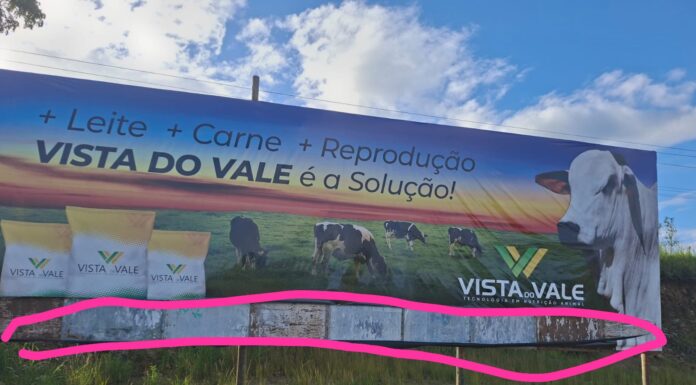 + Leite + Carne + Reprodução
VISTA DO VALE é a Solução!
VISTA DO VALE
VISTA DO VALE
VISTA DO VALE
VISTA DO VALE
TECNOLOGIA EM NUTRIÇÃO ANIMAL